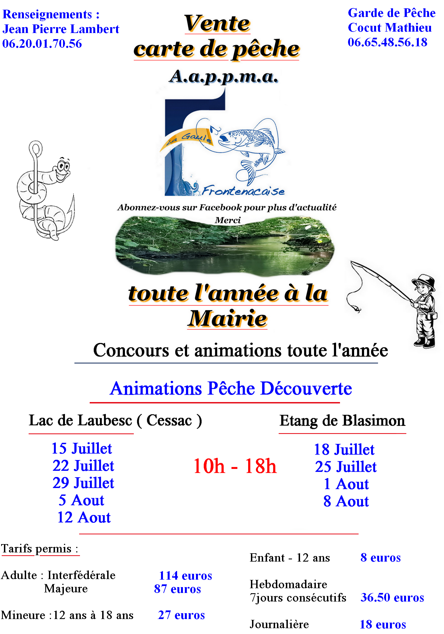 Renseignements :
Jean Pierre Lambert
06.20.01.70.56
Vente
carte de pêche
A.a.p.p.m.a.
Garde de Pêche
Cocut Mathieu
06.65.48.56.18
La Gaule
Frontenacaise
Abonnez-vous sur Facebook pour plus d'actualité
Merci
toute l'année à la
Mairie
Concours et animations toute l'année
Animations Pêche Découverte
Lac de Laubesc ( Cessac )
15 Juillet
22 Juillet
29 Juillet
5 Aout
12 Aout
10h - 18h
Etang de Blasimon
18 Juillet
25 Juillet
1 Aout
8 Aout
Tarifs permis :
Adulte : Interfédérale 114 euros
Majeure 87 euros
Mineure :12 ans à 18 ans 27 euros
Enfant - 12 ans 8 euros
Hebdomadaire
7jours consécutifs 36.50 euros
Journalière 18 euros